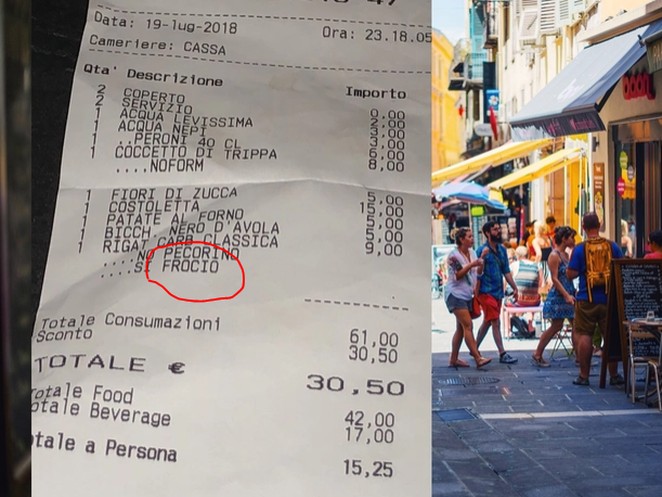 Data: 19-lug-2018 Ora: 23.18.05
Cameriere: CASSA
Qta' Descrizione Importo
2 COPERTO 0,00
2 SERVIZIO 2,00
1 ACQUA LEVISSIMA 3,00
1 ACQUA NEPI 3,00
1 ..PERONI 40 CL 6,00
1 COCCETTO DI TRIPPA 8,00
....NOFORM
1 FIORI DI ZUCCA 5,00
1 COSTOLETTA 15,00
1 PATATE AL FORNO 5,00
1 BICCH. NERO D'AVOLA 5,00
1 RIGAT CARB CLASSICA 9,00
....NO PECORINO
....SI FROCIO
Totale Consumazioni 61,00
Sconto 30,50
TOTALE € 30,50
Totale Food 42,00
Totale Beverage 17,00
Totale a Persona 15,25